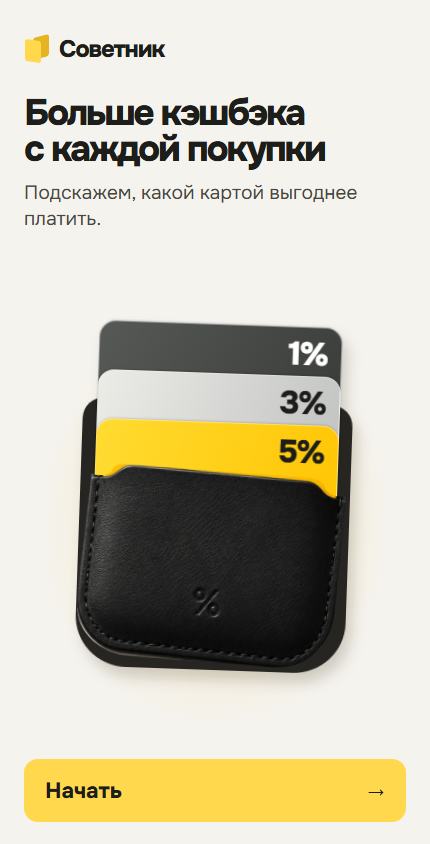 Советник
Больше кэшбэка
с каждой покупки
Подскажем, какой картой выгоднее
платить.
1%
3%
5%
%
Начать →